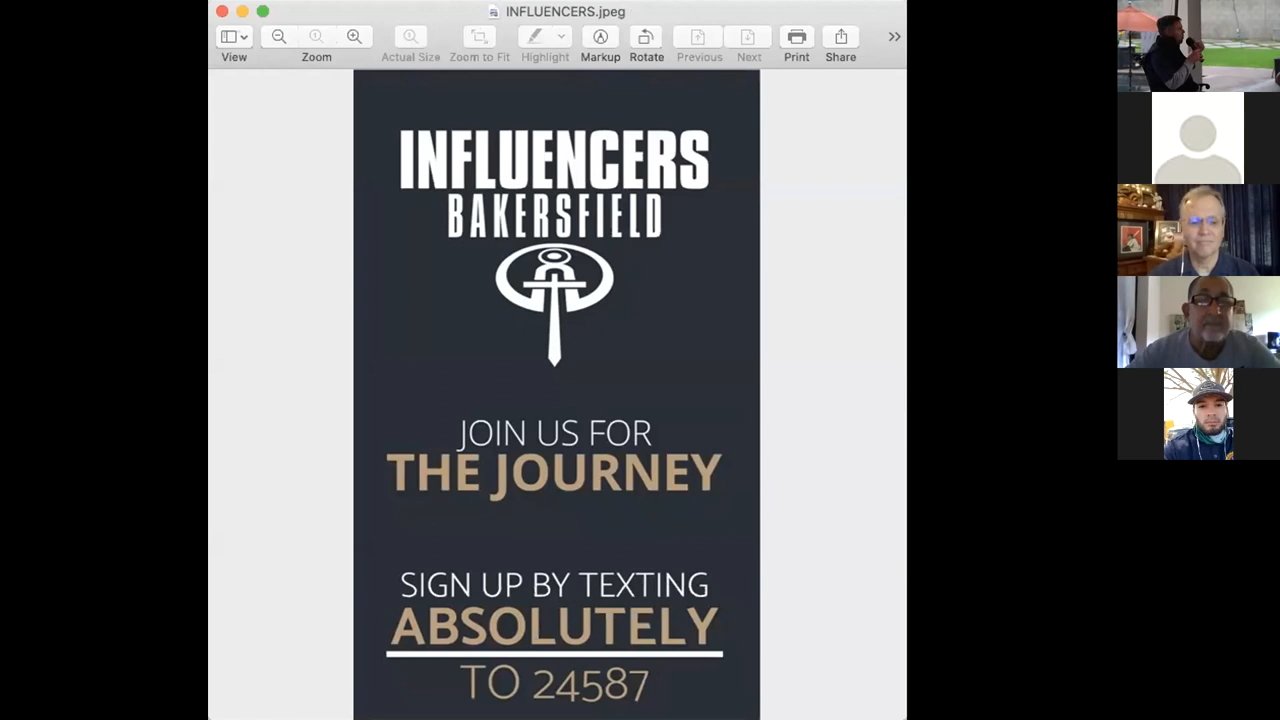 INFLUENCERS.jpeg
View
Zoom
Actual Size
Zoom to Fit
Highlight
Markup
Rotate
Previous
Next
Print
Share
INFLUENCERS
BAKERSFIELD
JOIN US FOR
THE JOURNEY
SIGN UP BY TEXTING
ABSOLUTELY
TO 24587